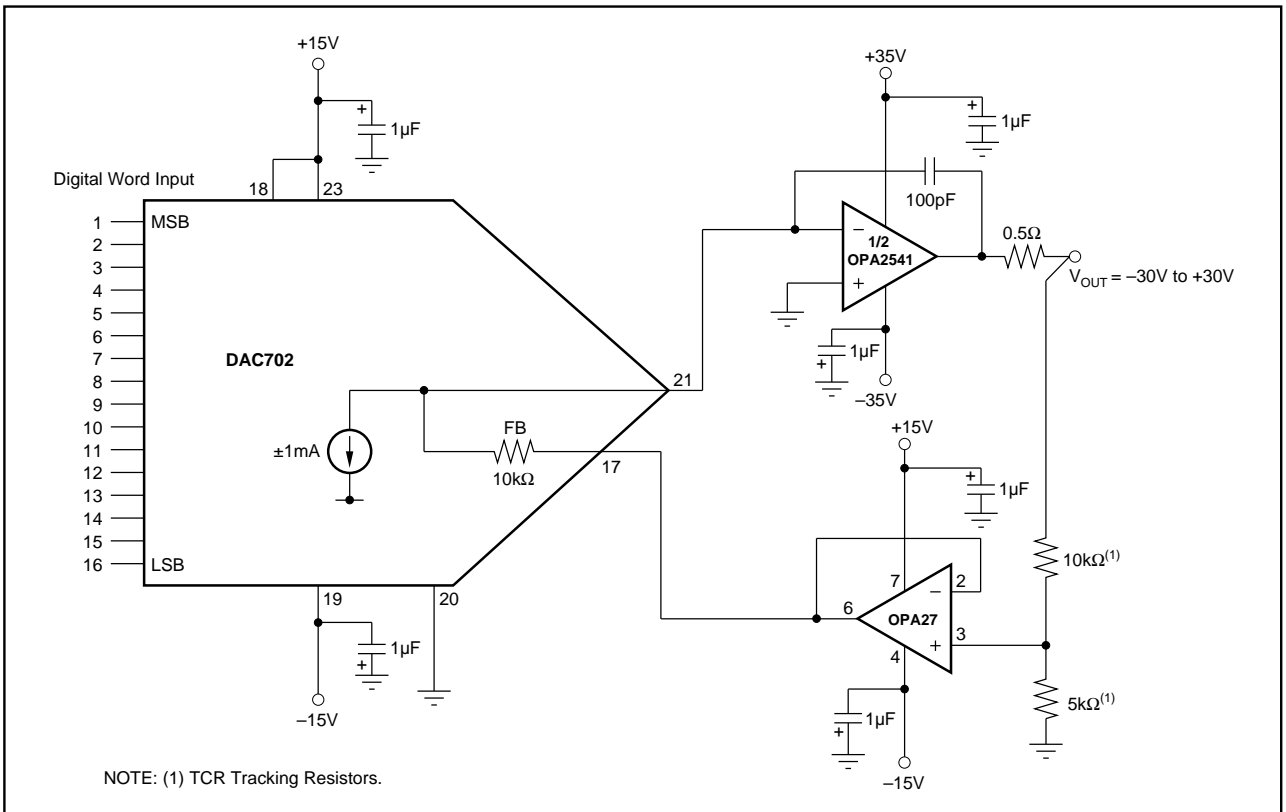 +15V
+
1µF
Digital Word Input
18
23
1
MSB
2
3
4
5
6
7
8
9
10
11
12
13
14
15
16
LSB
DAC702
±1mA
FB
10kΩ
21
17
19
20
+
1µF
–15V
+35V
+
1µF
100pF
–
1/2
OPA2541
+
0.5Ω
V_OUT = –30V to +30V
1µF
+
–35V
+15V
+
1µF
7
2
–
6
OPA27
+
3
4
1µF
+
–15V
10kΩ(1)
5kΩ(1)
NOTE: (1) TCR Tracking Resistors.